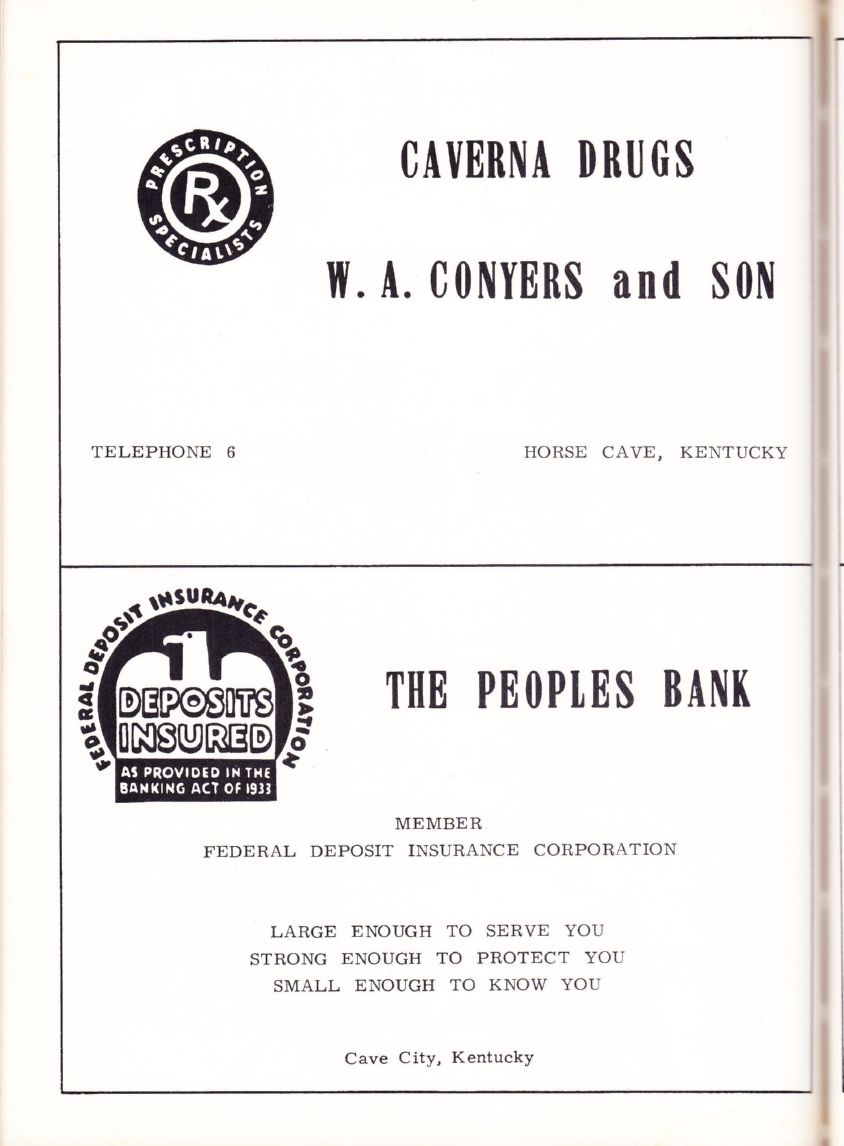 PRESCRIPTION
Rx
SPECIALISTS
CAVERNA DRUGS
W. A. CONYERS and SON
TELEPHONE 6
HORSE CAVE, KENTUCKY
FEDERAL DEPOSIT INSURANCE CORPORATION
DEPOSITS
INSURED
AS PROVIDED IN THE
BANKING ACT OF 1933
THE PEOPLES BANK
MEMBER
FEDERAL DEPOSIT INSURANCE CORPORATION
LARGE ENOUGH TO SERVE YOU
STRONG ENOUGH TO PROTECT YOU
SMALL ENOUGH TO KNOW YOU
Cave City, Kentucky